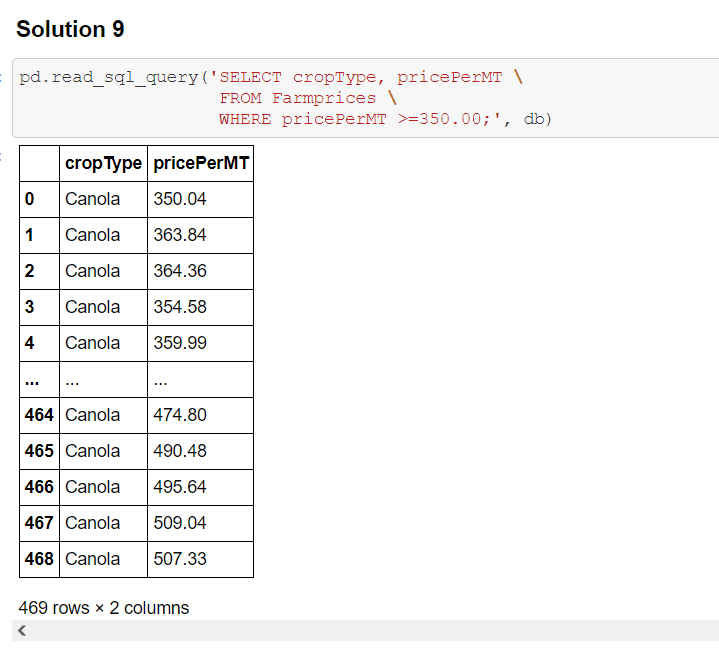 Solution 9
pd.read_sql_query('SELECT cropType, pricePerMT \
FROM Farmprices \
WHERE pricePerMT >=350.00;', db)
cropType pricePerMT
0 Canola 350.04
1 Canola 363.84
2 Canola 364.36
3 Canola 354.58
4 Canola 359.99
... ... ...
464 Canola 474.80
465 Canola 490.48
466 Canola 495.64
467 Canola 509.04
468 Canola 507.33
469 rows × 2 columns